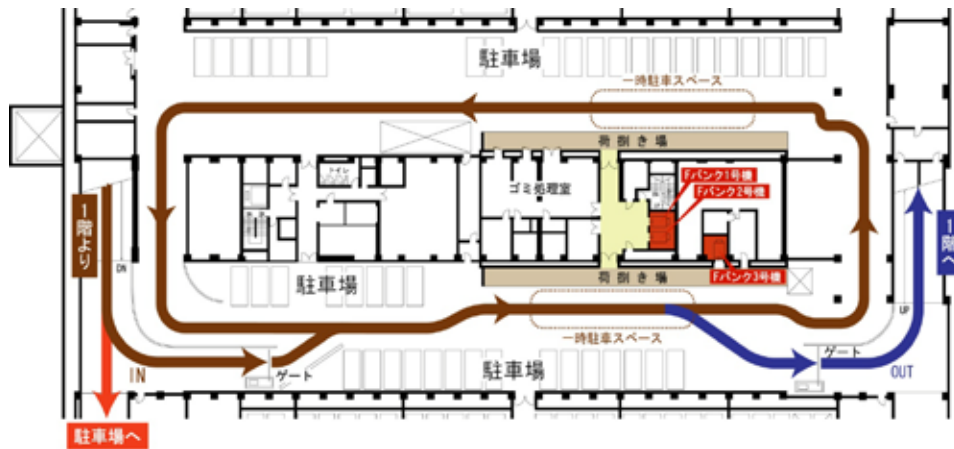 駐車場
一時駐車スペース
荷捌き場
トイレ
ゴミ処理室
Fバンク1号機
Fバンク2号機
1階より
1階へ
DN
駐車場
荷捌き場
Fバンク3号機
UP
一時駐車スペース
IN
ゲート
駐車場
ゲート
OUT
駐車場へ